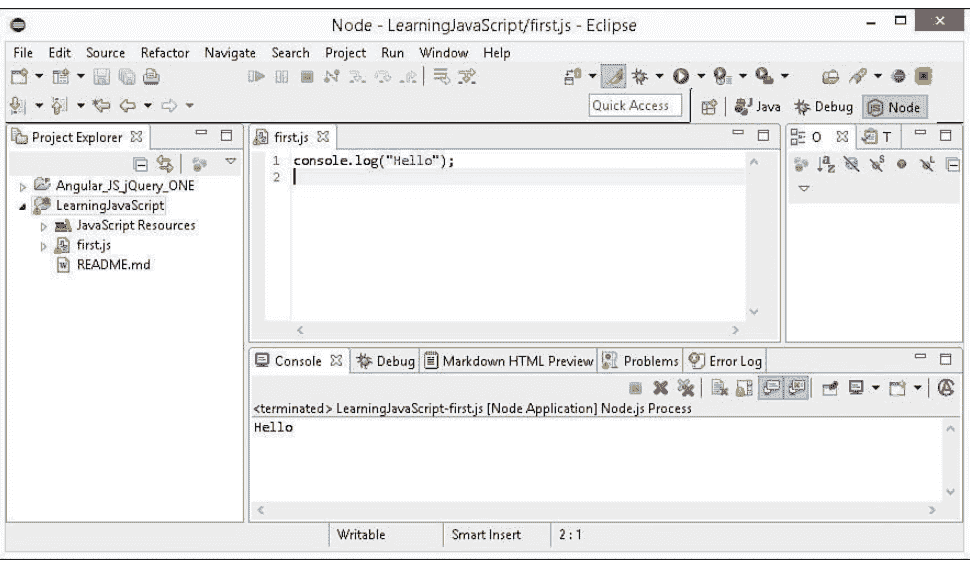 Node - LearningJavaScript/first.js - Eclipse
File Edit Source Refactor Navigate Search Project Run Window Help
Quick Access
Java
Debug
Node
Project Explorer
Angular_JS_jQuery_ONE
LearningJavaScript
JavaScript Resources
first.js
README.md
first.js
1 console.log("Hello");
2
O
T
Console Debug Markdown HTML Preview Problems Error Log
<terminated> LearningJavaScript-first.js [Node Application] Node.js Process
Hello
Writable Smart Insert 2 : 1